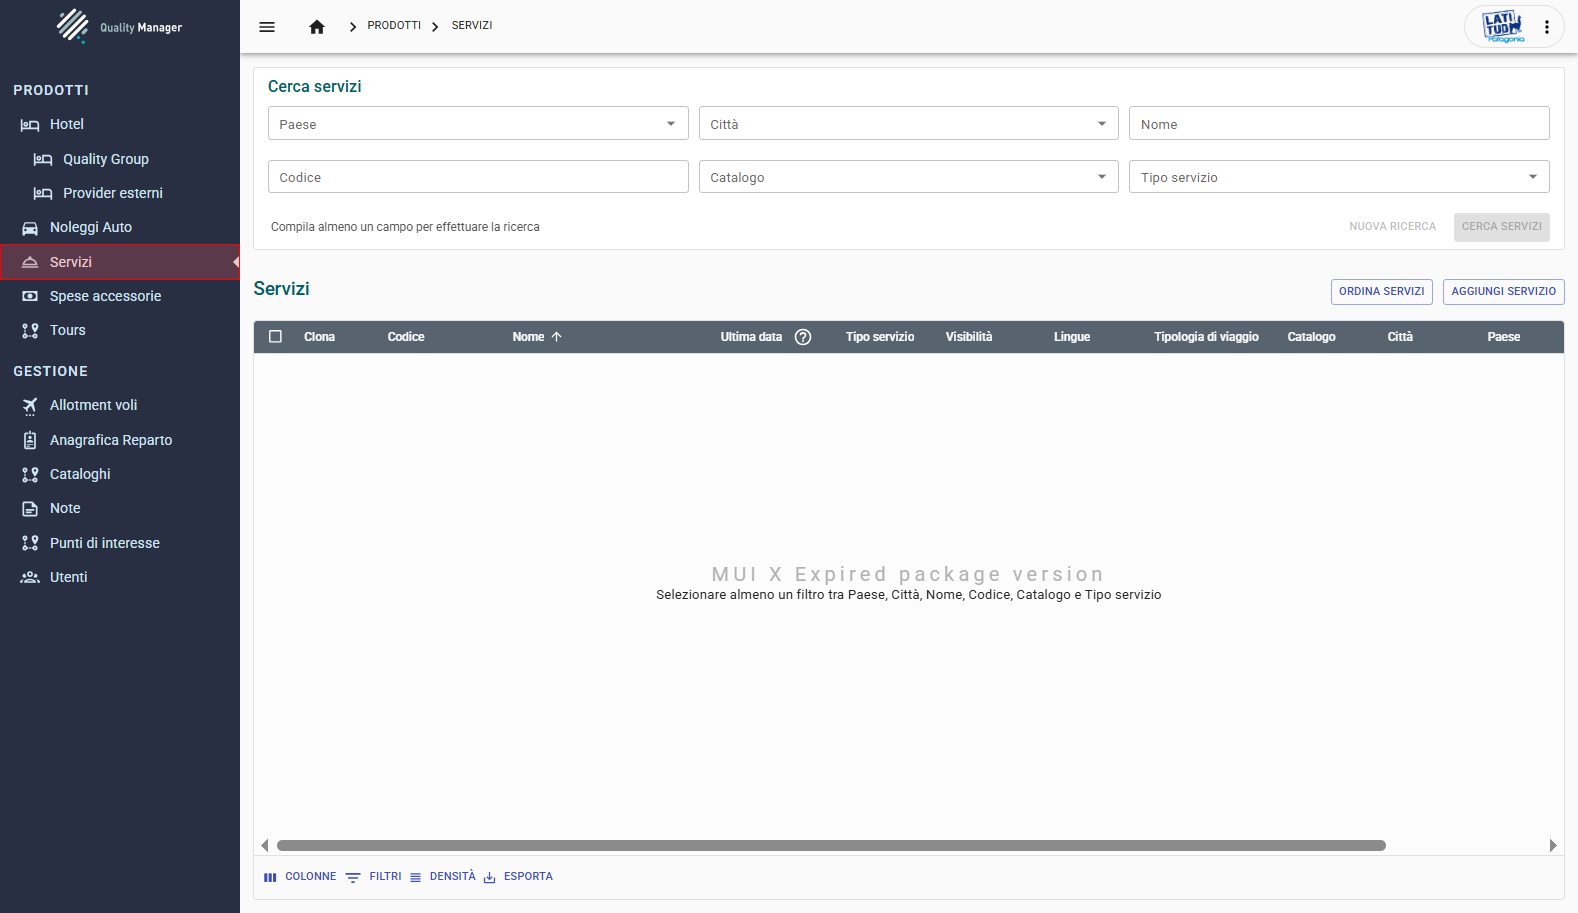 Quality Manager
PRODOTTI
Hotel
Quality Group
Provider esterni
Noleggi Auto
Servizi
Spese accessorie
Tours
GESTIONE
Allotment voli
Anagrafica Reparto
Cataloghi
Note
Punti di interesse
Utenti
PRODOTTI SERVIZI
LATI
TUD
Patagonia
Cerca servizi
Paese Città Nome
Codice Catalogo Tipo servizio
Compila almeno un campo per effettuare la ricerca NUOVA RICERCA CERCA SERVIZI
Servizi ORDINA SERVIZI AGGIUNGI SERVIZIO
Clona Codice Nome Ultima data Tipo servizio Visibilità Lingue Tipologia di viaggio Catalogo Città Paese
MUI X Expired package version
Selezionare almeno un filtro tra Paese, Città, Nome, Codice, Catalogo e Tipo servizio
COLONNE FILTRI DENSITÀ ESPORTA